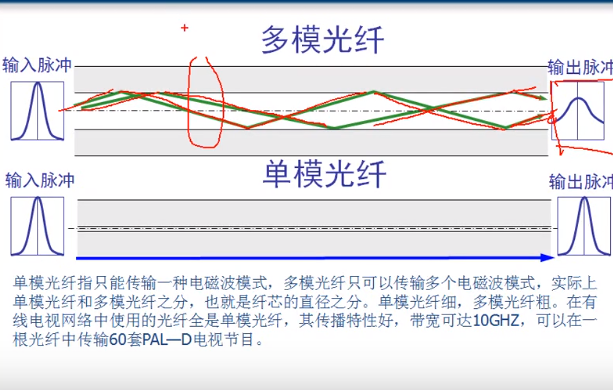 多模光纤
输入脉冲
输出脉冲
单模光纤
输入脉冲
输出脉冲
单模光纤指只能传输一种电磁波模式，多模光纤只可以传输多个电磁波模式，实际上
单模光纤和多模光纤之分，也就是纤芯的直径之分。单模光纤细，多模光纤粗。在有
线电视网络中使用的光纤全是单模光纤，其传播特性好，带宽可达10GHZ，可以在一
根光纤中传输60套PAL—D电视节目。